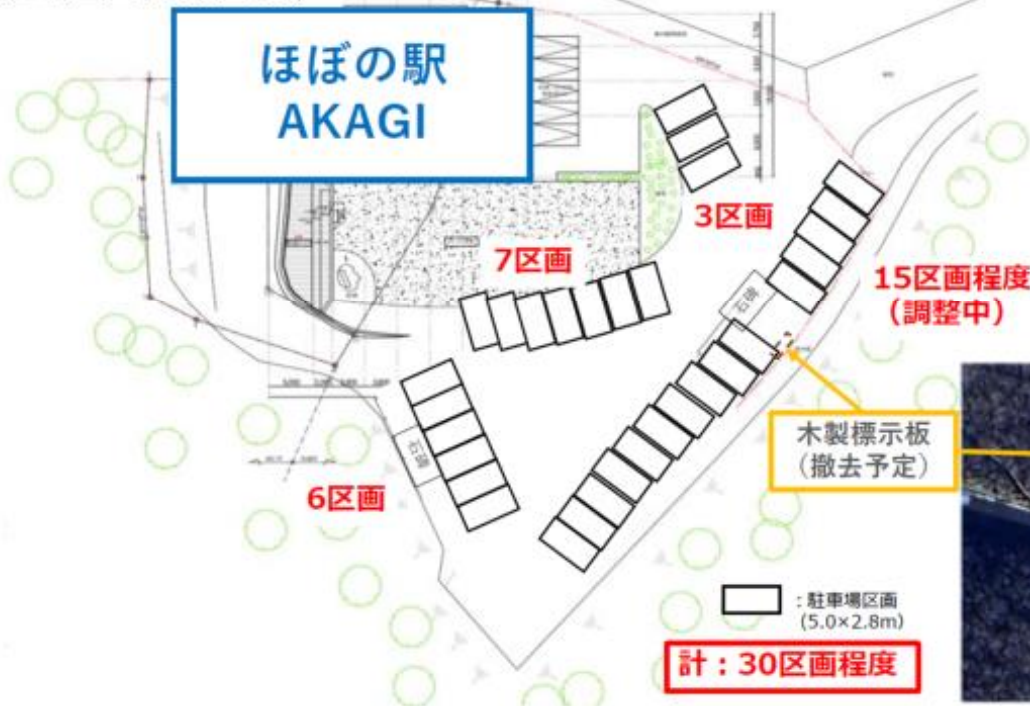 ほぼの駅
AKAGI
3区画
7区画
15区画程度
(調整中)
石碑
木製標示板
(撤去予定)
石碑
6区画
:駐車場区画
(5.0×2.8m)
計:30区画程度